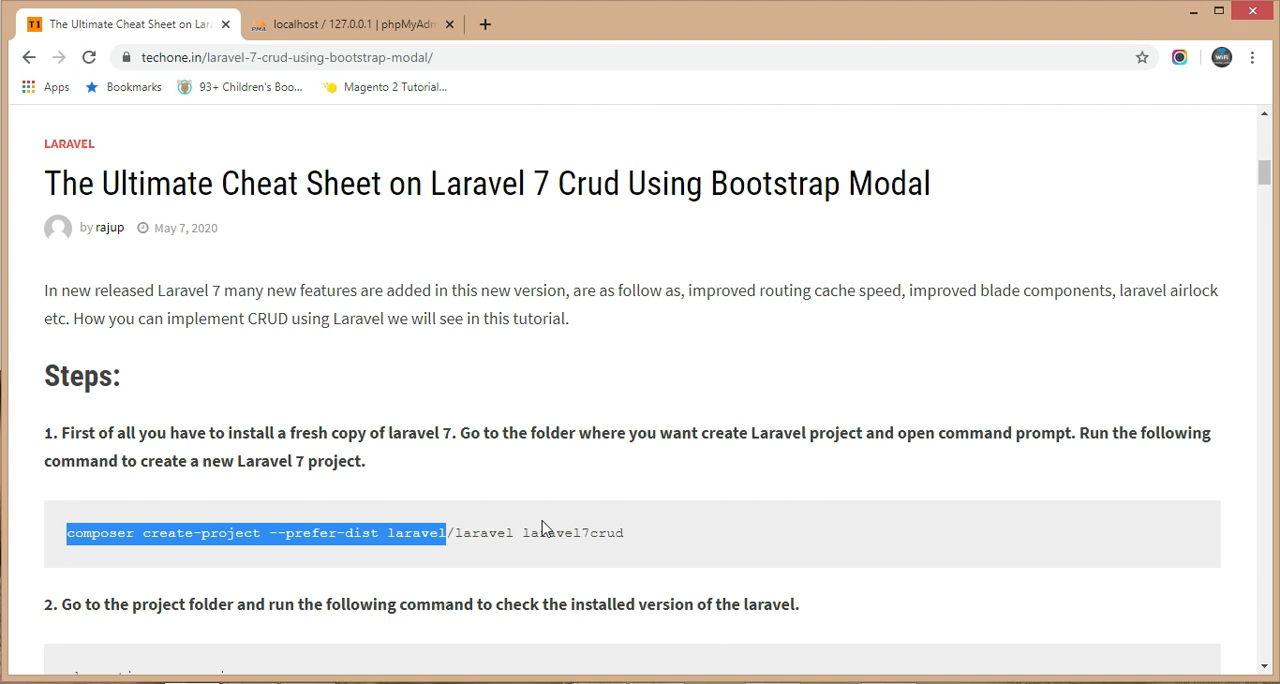 The Ultimate Cheat Sheet on Lar
localhost / 127.0.0.1 | phpMyAdm
techone.in/laravel-7-crud-using-bootstrap-modal/
Apps
Bookmarks
93+ Children's Boo...
Magento 2 Tutorial...
LARAVEL
The Ultimate Cheat Sheet on Laravel 7 Crud Using Bootstrap Modal
by rajup May 7, 2020
In new released Laravel 7 many new features are added in this new version, are as follow as, improved routing cache speed, improved blade components, laravel airlock
etc. How you can implement CRUD using Laravel we will see in this tutorial.
Steps:
1. First of all you have to install a fresh copy of laravel 7. Go to the folder where you want create Laravel project and open command prompt. Run the following
command to create a new Laravel 7 project.
composer create-project --prefer-dist laravel/laravel laravel7crud
2. Go to the project folder and run the following command to check the installed version of the laravel.